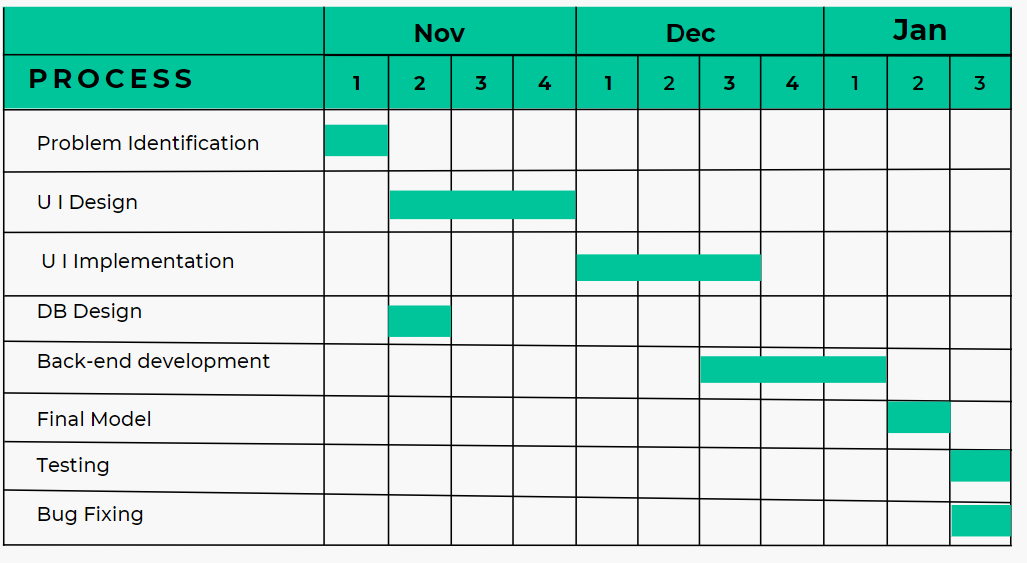 Nov Dec Jan
PROCESS 1 2 3 4 1 2 3 4 1 2 3
Problem Identification
U I Design
U I Implementation
DB Design
Back-end development
Final Model
Testing
Bug Fixing